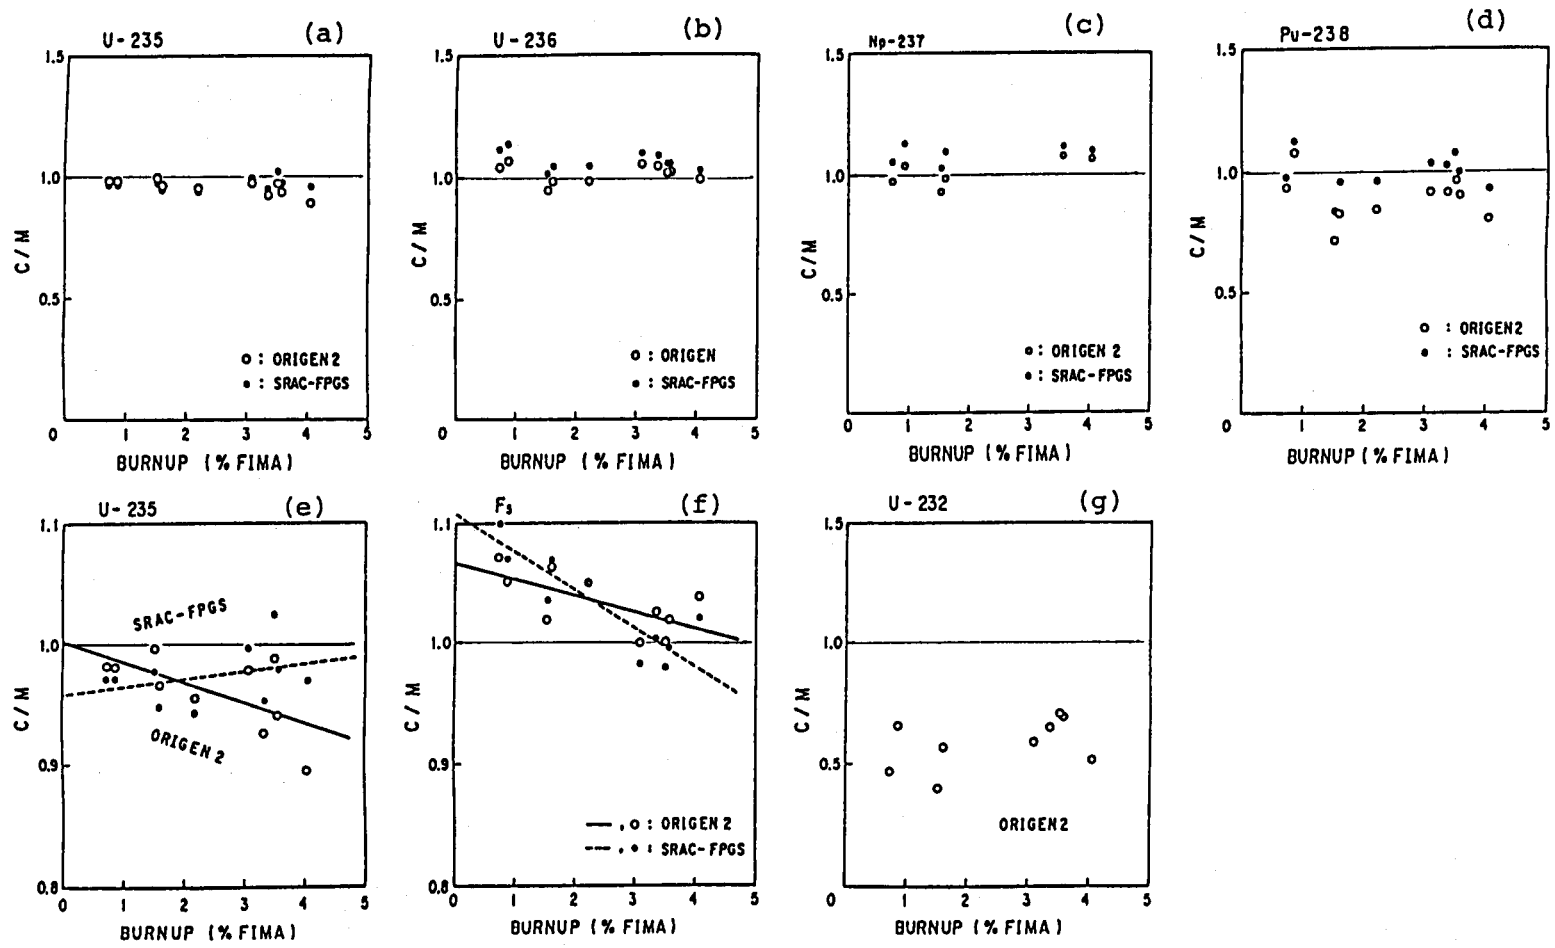 U-235 (a)
1.5
1.0
0.5
C/M
O : ORIGEN2
• : SRAC-FPGS
0 1 2 3 4 5
BURNUP (% FIMA)
U-236 (b)
1.5
1.0
0.5
C/M
O : ORIGEN
• : SRAC-FPGS
0 1 2 3 4 5
BURNUP (% FIMA)
Np-237 (c)
1.5
1.0
0.5
C/M
O : ORIGEN 2
• : SRAC-FPGS
0 1 2 3 4 5
BURNUP (% FIMA)
Pu-238 (d)
1.5
1.0
0.5
C/M
O : ORIGEN2
• : SRAC-FPGS
0 1 2 3 4 5
BURNUP (% FIMA)
U-235 (e)
1.1
1.0
0.9
0.8
C/M
SRAC-FPGS
ORIGEN2
0 1 2 3 4 5
BURNUP (% FIMA)
F5 (f)
1.1
1.0
0.9
0.8
C/M
—, O : ORIGEN2
---, • : SRAC-FPGS
0 1 2 3 4 5
BURNUP (% FIMA)
U-232 (g)
1.5
1.0
0.5
C/M
ORIGEN2
0 1 2 3 4 5
BURNUP (% FIMA)